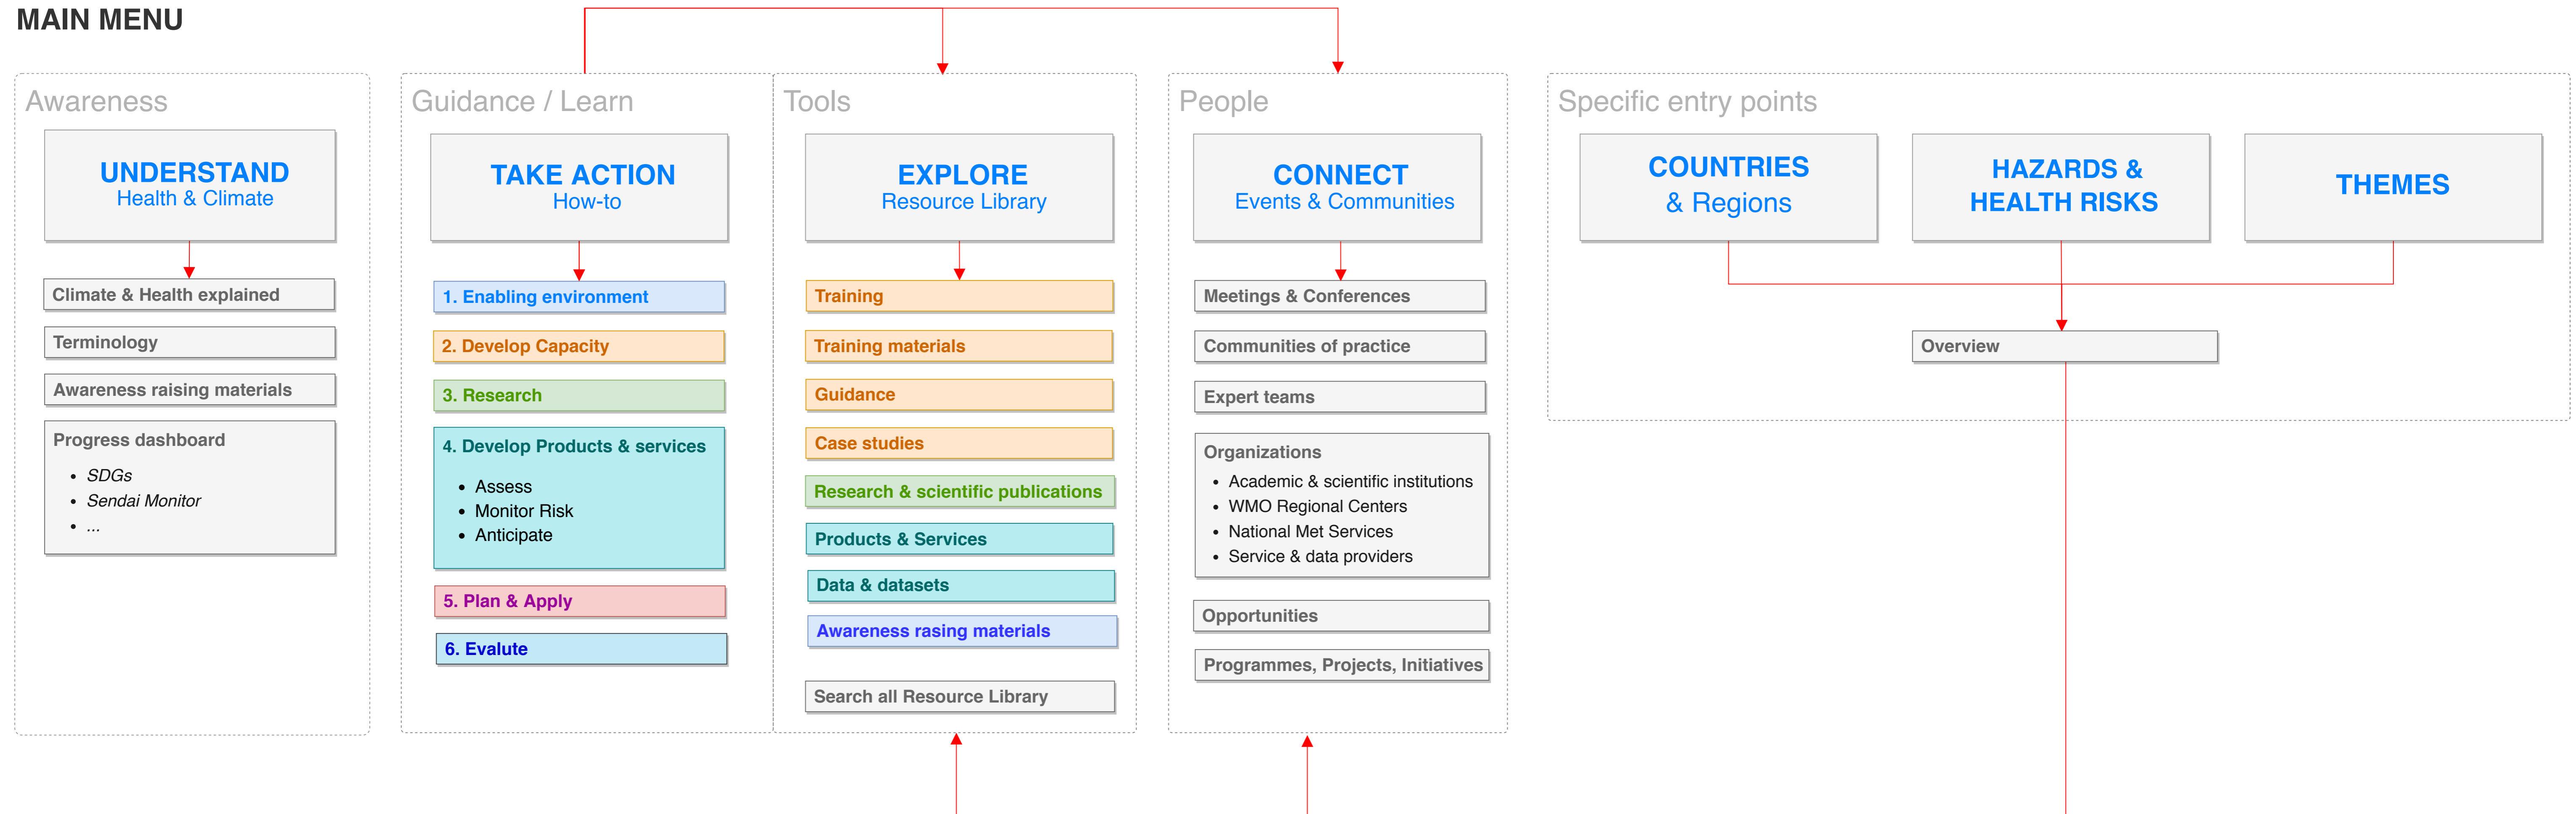 MAIN MENU
Awareness
UNDERSTAND
Health & Climate
Climate & Health explained
Terminology
Awareness raising materials
Progress dashboard
• SDGs
• Sendai Monitor
• ...
Guidance / Learn
TAKE ACTION
How-to
1. Enabling environment
2. Develop Capacity
3. Research
4. Develop Products & services
• Assess
• Monitor Risk
• Anticipate
5. Plan & Apply
6. Evalute
Tools
EXPLORE
Resource Library
Training
Training materials
Guidance
Case studies
Research & scientific publications
Products & Services
Data & datasets
Awareness rasing materials
Search all Resource Library
People
CONNECT
Events & Communities
Meetings & Conferences
Communities of practice
Expert teams
Organizations
• Academic & scientific institutions
• WMO Regional Centers
• National Met Services
• Service & data providers
Opportunities
Programmes, Projects, Initiatives
Specific entry points
COUNTRIES
& Regions
HAZARDS &
HEALTH RISKS
THEMES
Overview